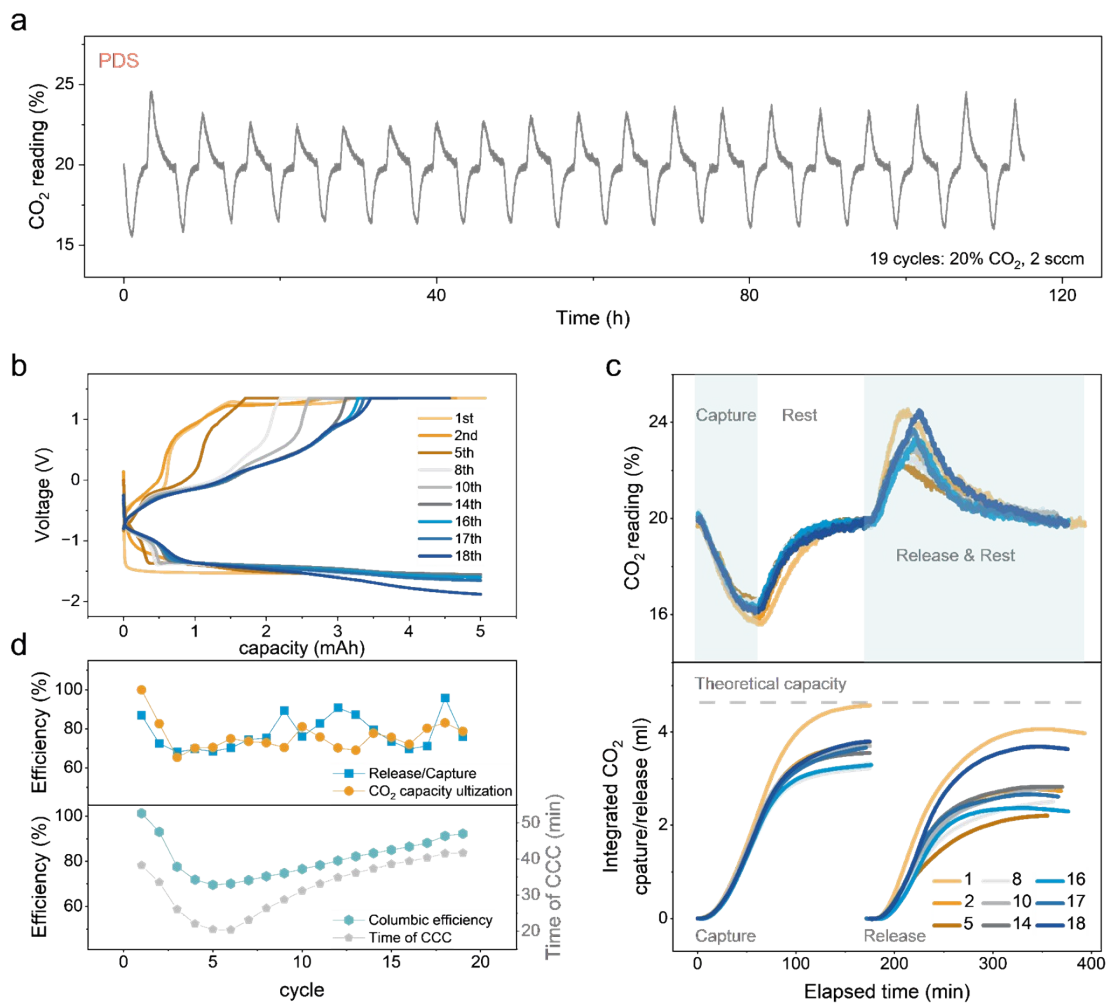 a
PDS
CO2 reading (%)
25
20
15
19 cycles: 20% CO2, 2 sccm
0
40
80
120
Time (h)
b
Voltage (V)
1
0
−1
−2
1st
2nd
5th
8th
10th
14th
16th
17th
18th
0
1
2
3
4
5
capacity (mAh)
c
CO2 reading (%)
24
20
16
Capture
Rest
Release & Rest
Theoretical capacity
Integrated CO2
cpature/release (ml)
4
2
0
1
2
5
8
10
14
16
17
18
Capture
Release
0
100
200
300
400
Elapsed time (min)
d
Efficiency (%)
100
80
60
Release/Capture
CO2 capacity ultization
Efficiency (%)
100
80
60
Columbic efficiency
Time of CCC
50
40
30
20
Time of CCC (min)
0
5
10
15
20
cycle